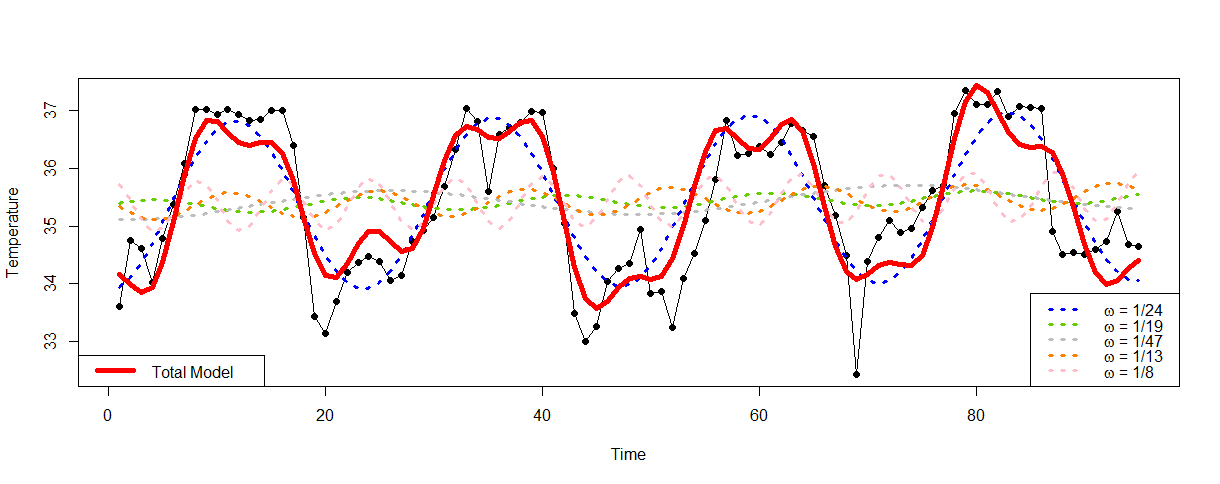 Temperature
37
36
35
34
33
0
20
40
60
80
Time
Total Model
ω = 1/24
ω = 1/19
ω = 1/47
ω = 1/13
ω = 1/8